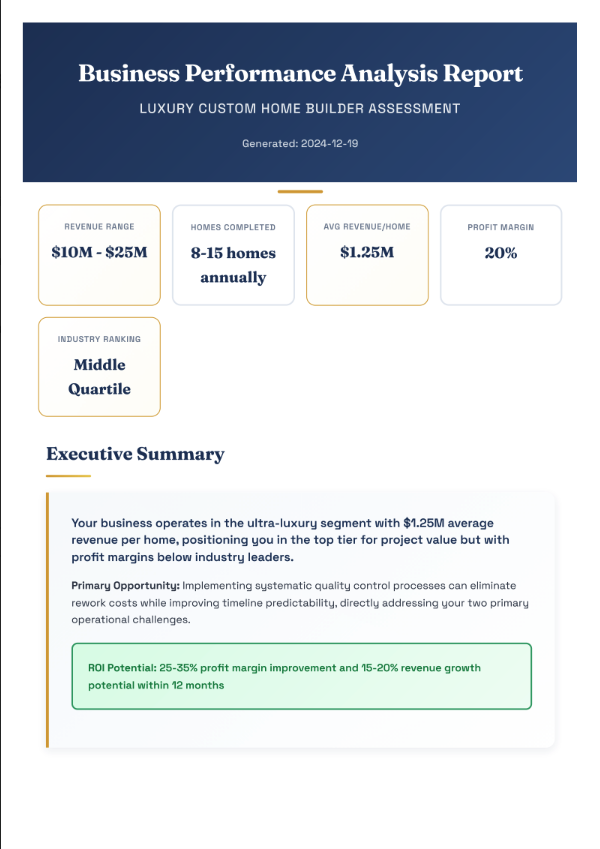 Business Performance Analysis Report
LUXURY CUSTOM HOME BUILDER ASSESSMENT
Generated: 2024-12-19
REVENUE RANGE
$10M - $25M
HOMES COMPLETED
8-15 homes
annually
AVG REVENUE/HOME
$1.25M
PROFIT MARGIN
20%
INDUSTRY RANKING
Middle
Quartile
Executive Summary
Your business operates in the ultra-luxury segment with $1.25M average
revenue per home, positioning you in the top tier for project value but with
profit margins below industry leaders.
Primary Opportunity: Implementing systematic quality control processes can eliminate
rework costs while improving timeline predictability, directly addressing your two primary
operational challenges.
ROI Potential: 25-35% profit margin improvement and 15-20% revenue growth
potential within 12 months